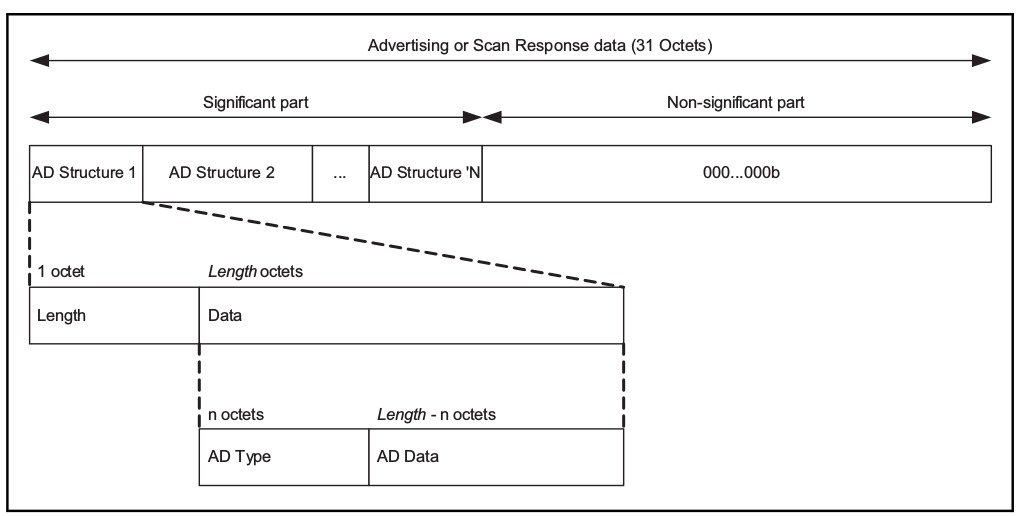 Advertising or Scan Response data (31 Octets)
Significant part
Non-significant part
AD Structure 1
AD Structure 2
...
AD Structure 'N
000...000b
1 octet
Length octets
Length
Data
n octets
Length - n octets
AD Type
AD Data